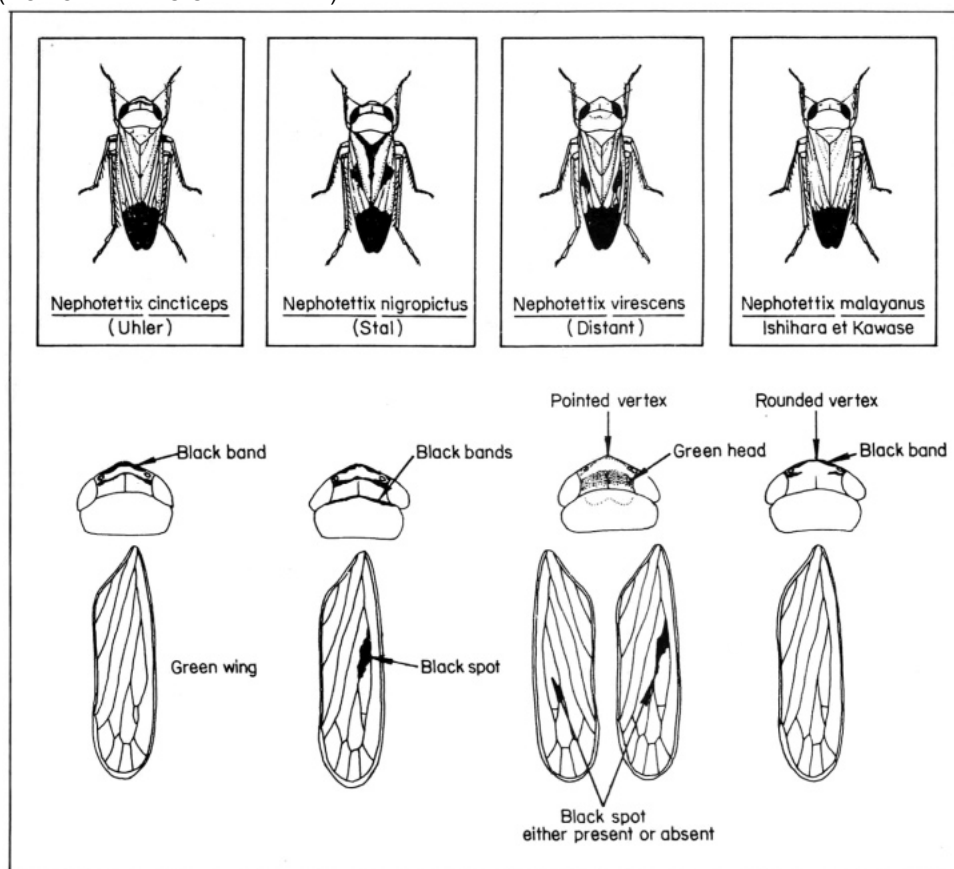 Nephotettix cincticeps
(Uhler)
Nephotettix nigropictus
(Stal)
Nephotettix virescens
(Distant)
Nephotettix malayanus
Ishihara et Kawase
Black band
Black bands
Pointed vertex
Green head
Rounded vertex
Black band
Green wing
Black spot
Black spot
either present or absent